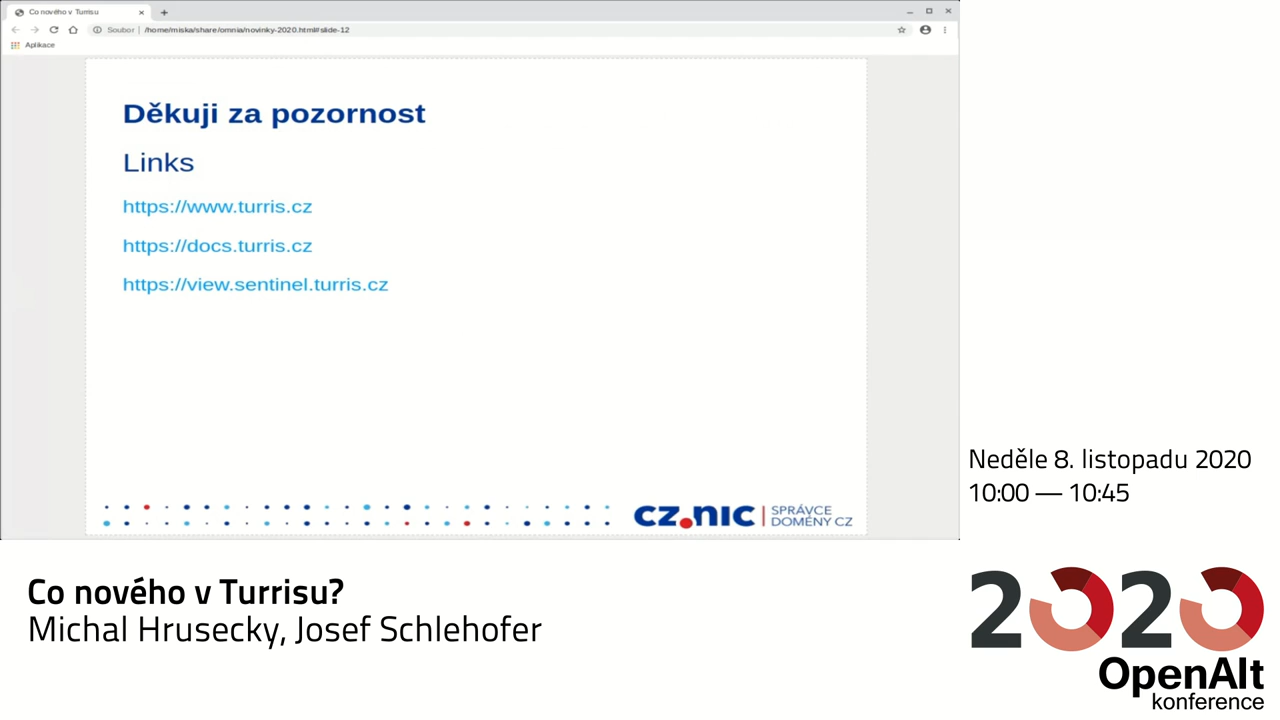 Co nového v Turrisu
Soubor | /home/miska/share/omnia/novinky-2020.html#slide-12
Aplikace
Děkuji za pozornost
Links
https://www.turris.cz
https://docs.turris.cz
https://view.sentinel.turris.cz
CZ.NIC | SPRÁVCE
DOMÉNY CZ
Neděle 8. listopadu 2020
10:00 — 10:45
Co nového v Turrisu?
Michal Hrusecky, Josef Schlehofer
2020
OpenAlt
konference